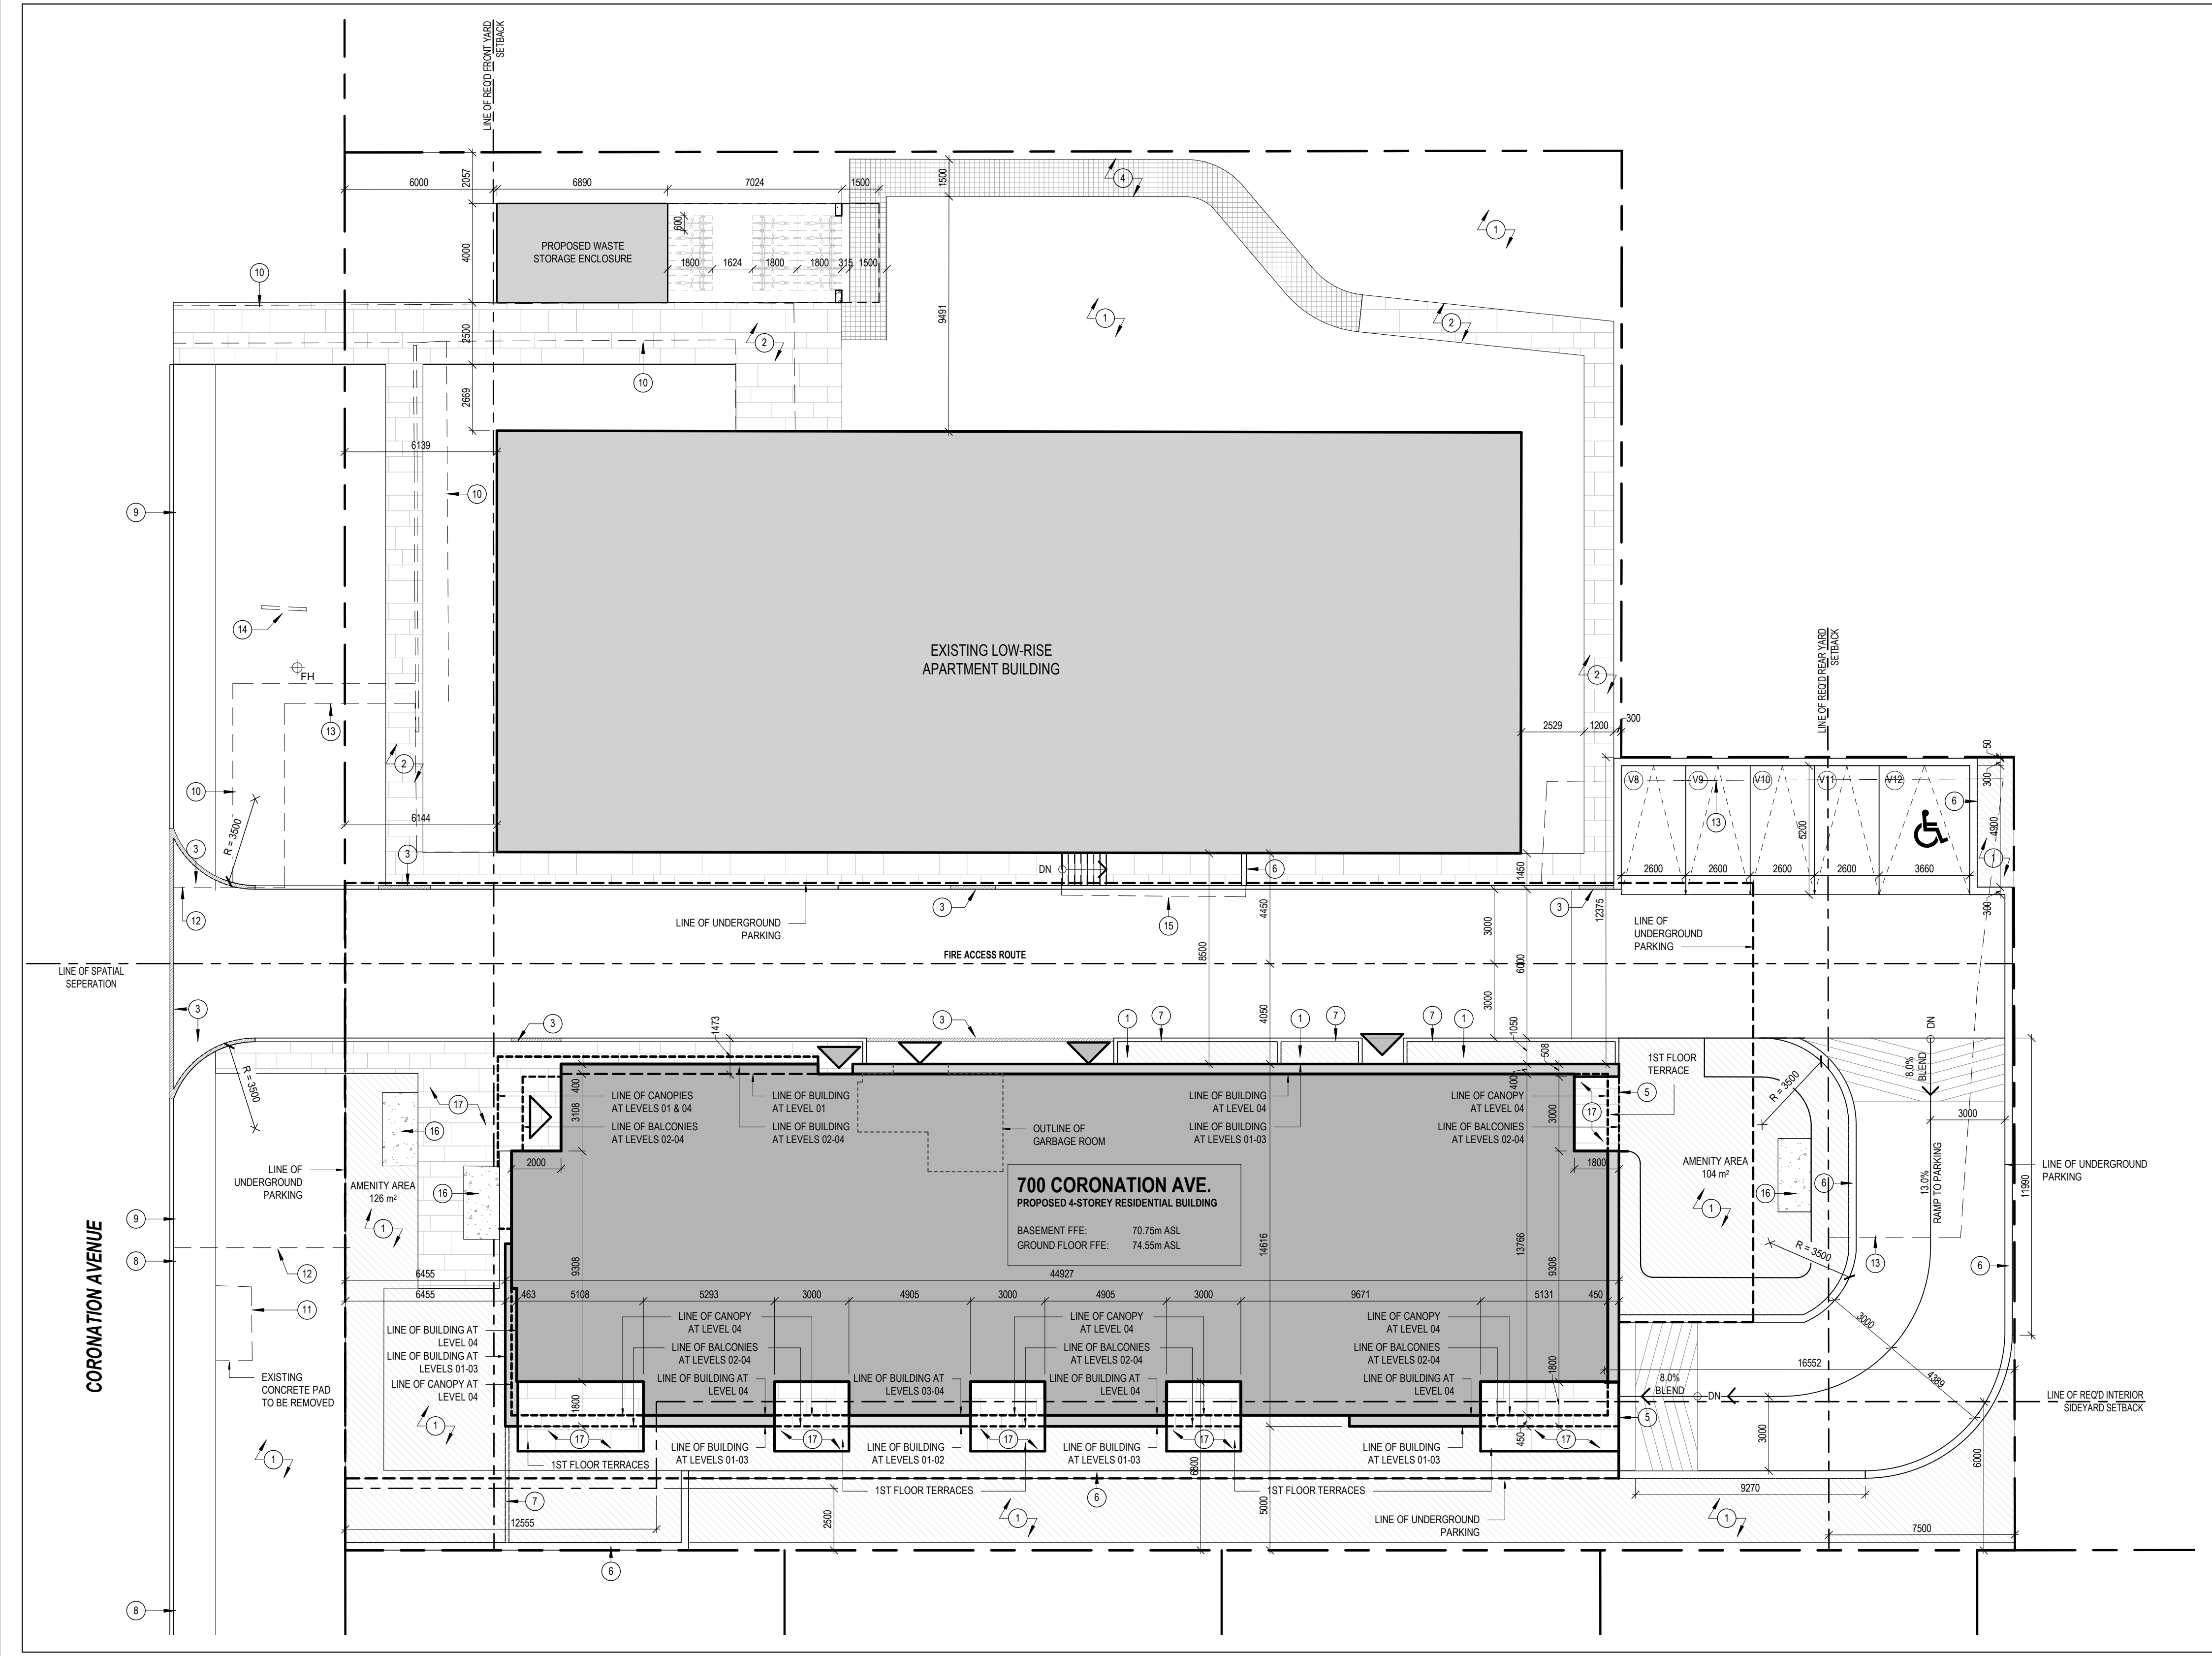 LINE OF REQ'D FRONT YARD
SETBACK
6000
2057
6890
7024
1500
1500
4
1
PROPOSED WASTE
STORAGE ENCLOSURE
600
4000
1800
1624
1800
1800
315
1500
10
9491
1
2
2
2500
10
2669
6139
10
9
EXISTING LOW-RISE
APARTMENT BUILDING
14
FH
13
2
2
LINE OF REQ'D REAR YARD
SETBACK
2529
1200
300
50
10
R = 3500
6144
V8
V9
V10
V11
V12
13
5200
300
6
4900
1
2600
2600
2600
2600
3660
3
3
DN
6
1450
12
LINE OF UNDERGROUND
PARKING
3
15
4450
3000
3
12375
300
LINE OF
UNDERGROUND
PARKING
8500
6000
FIRE ACCESS ROUTE
LINE OF SPATIAL
SEPERATION
3
3
1473
3
4050
3000
1
7
1
7
7
1
1050
508
DN
8.0%
BLEND
R = 3500
400
3108
LINE OF CANOPIES
AT LEVELS 01 & 04
LINE OF BALCONIES
AT LEVELS 02-04
LINE OF BUILDING
AT LEVEL 01
LINE OF BUILDING
AT LEVELS 02-04
OUTLINE OF
GARBAGE ROOM
LINE OF BUILDING
AT LEVEL 04
LINE OF BUILDING
AT LEVELS 01-03
LINE OF CANOPY
AT LEVEL 04
LINE OF BALCONIES
AT LEVELS 02-04
400
3000
17
5
1ST FLOOR
TERRACE
R = 3500
3000
17
16
16
2000
1800
LINE OF
UNDERGROUND
PARKING
AMENITY AREA
126 m²
1
700 CORONATION AVE.
PROPOSED 4-STOREY RESIDENTIAL BUILDING
BASEMENT FFE: 70.75m ASL
GROUND FLOOR FFE: 74.55m ASL
AMENITY AREA
104 m²
1
16
6
13.0%
RAMP TO PARKING
LINE OF UNDERGROUND
PARKING
11990
9
8
12
11
CORONATION AVENUE
14616
13766
9308
9308
R = 3500
13
6
6455
44927
6455
463
5108
5293
3000
4905
3000
4905
3000
9671
5131
450
LINE OF BUILDING AT
LEVEL 04
LINE OF BUILDING AT
LEVELS 01-03
LINE OF CANOPY AT
LEVEL 04
EXISTING
CONCRETE PAD
TO BE REMOVED
LINE OF CANOPY
AT LEVEL 04
LINE OF BALCONIES
AT LEVELS 02-04
LINE OF BUILDING AT
LEVEL 04
LINE OF BUILDING AT
LEVELS 03-04
LINE OF CANOPY
AT LEVEL 04
LINE OF BALCONIES
AT LEVELS 02-04
LINE OF BUILDING AT
LEVEL 04
LINE OF CANOPY
AT LEVEL 04
LINE OF BALCONIES
AT LEVELS 02-04
LINE OF BUILDING AT
LEVEL 04
3000
4389
16552
1800
1800
8.0%
BLEND
DN
LINE OF REQ'D INTERIOR
SIDEYARD SETBACK
5
1
1
17
17
17
17
17
450
3000
6000
1ST FLOOR TERRACES
LINE OF BUILDING
AT LEVELS 01-03
LINE OF BUILDING
AT LEVELS 01-02
LINE OF BUILDING
AT LEVELS 01-03
LINE OF BUILDING
AT LEVELS 01-03
6800
7
1ST FLOOR TERRACES
6
1ST FLOOR TERRACES
9270
12555
2500
1
5000
LINE OF UNDERGROUND
PARKING
1
7500
6
8